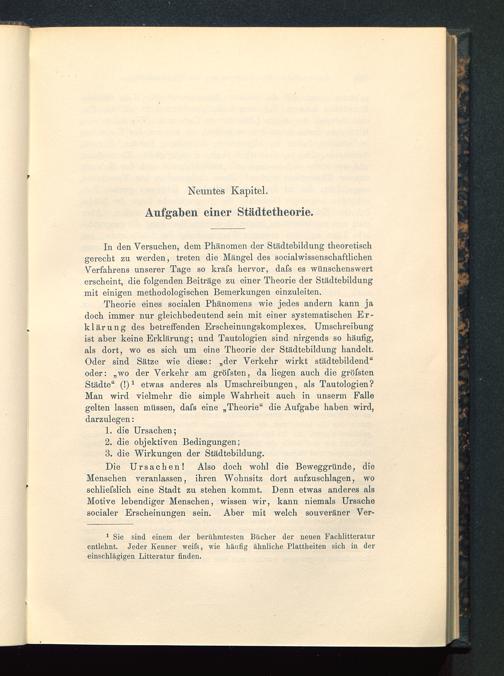 Neuntes Kapitel.
Aufgaben einer Städtetheorie.
In den Versuchen, dem Phänomen der Städtebildung theoretisch
gerecht zu werden, treten die Mängel des socialwissenschaftlichen
Verfahrens unserer Tage so kraſs hervor, daſs es wünschenswert
erscheint, die folgenden Beiträge zu einer Theorie der Städtebildung
mit einigen methodologischen Bemerkungen einzuleiten.
Theorie eines socialen Phänomens wie jedes andern kann ja
doch immer nur gleichbedeutend sein mit einer systematischen Er-
klärung des betreffenden Erscheinungskomplexes. Umschreibung
ist aber keine Erklärung; und Tautologien sind nirgends so häufig,
als dort, wo es sich um eine Theorie der Städtebildung handelt.
Oder sind Sätze wie diese: „der Verkehr wirkt städtebildend“
oder: „wo der Verkehr am gröſsten, da liegen auch die gröſsten
Städte“ (!)¹ etwas anderes als Umschreibungen, als Tautologien?
Man wird vielmehr die simple Wahrheit auch in unserm Falle
gelten lassen müssen, daſs eine „Theorie“ die Aufgabe haben wird,
darzulegen:
1. die Ursachen;
2. die objektiven Bedingungen;
3. die Wirkungen der Städtebildung.
Die Ursachen! Also doch wohl die Beweggründe, die
Menschen veranlassen, ihren Wohnsitz dort aufzuschlagen, wo
schlieſslich eine Stadt zu stehen kommt. Denn etwas anderes als
Motive lebendiger Menschen, wissen wir, kann niemals Ursache
socialer Erscheinungen sein. Aber mit welch souveräner Ver-
¹ Sie sind einem der berühmtesten Bücher der neuen Fachlitteratur
entlehnt. Jeder Kenner weiſs, wie häufig ähnliche Plattheiten sich in der
einschlägigen Litteratur finden.